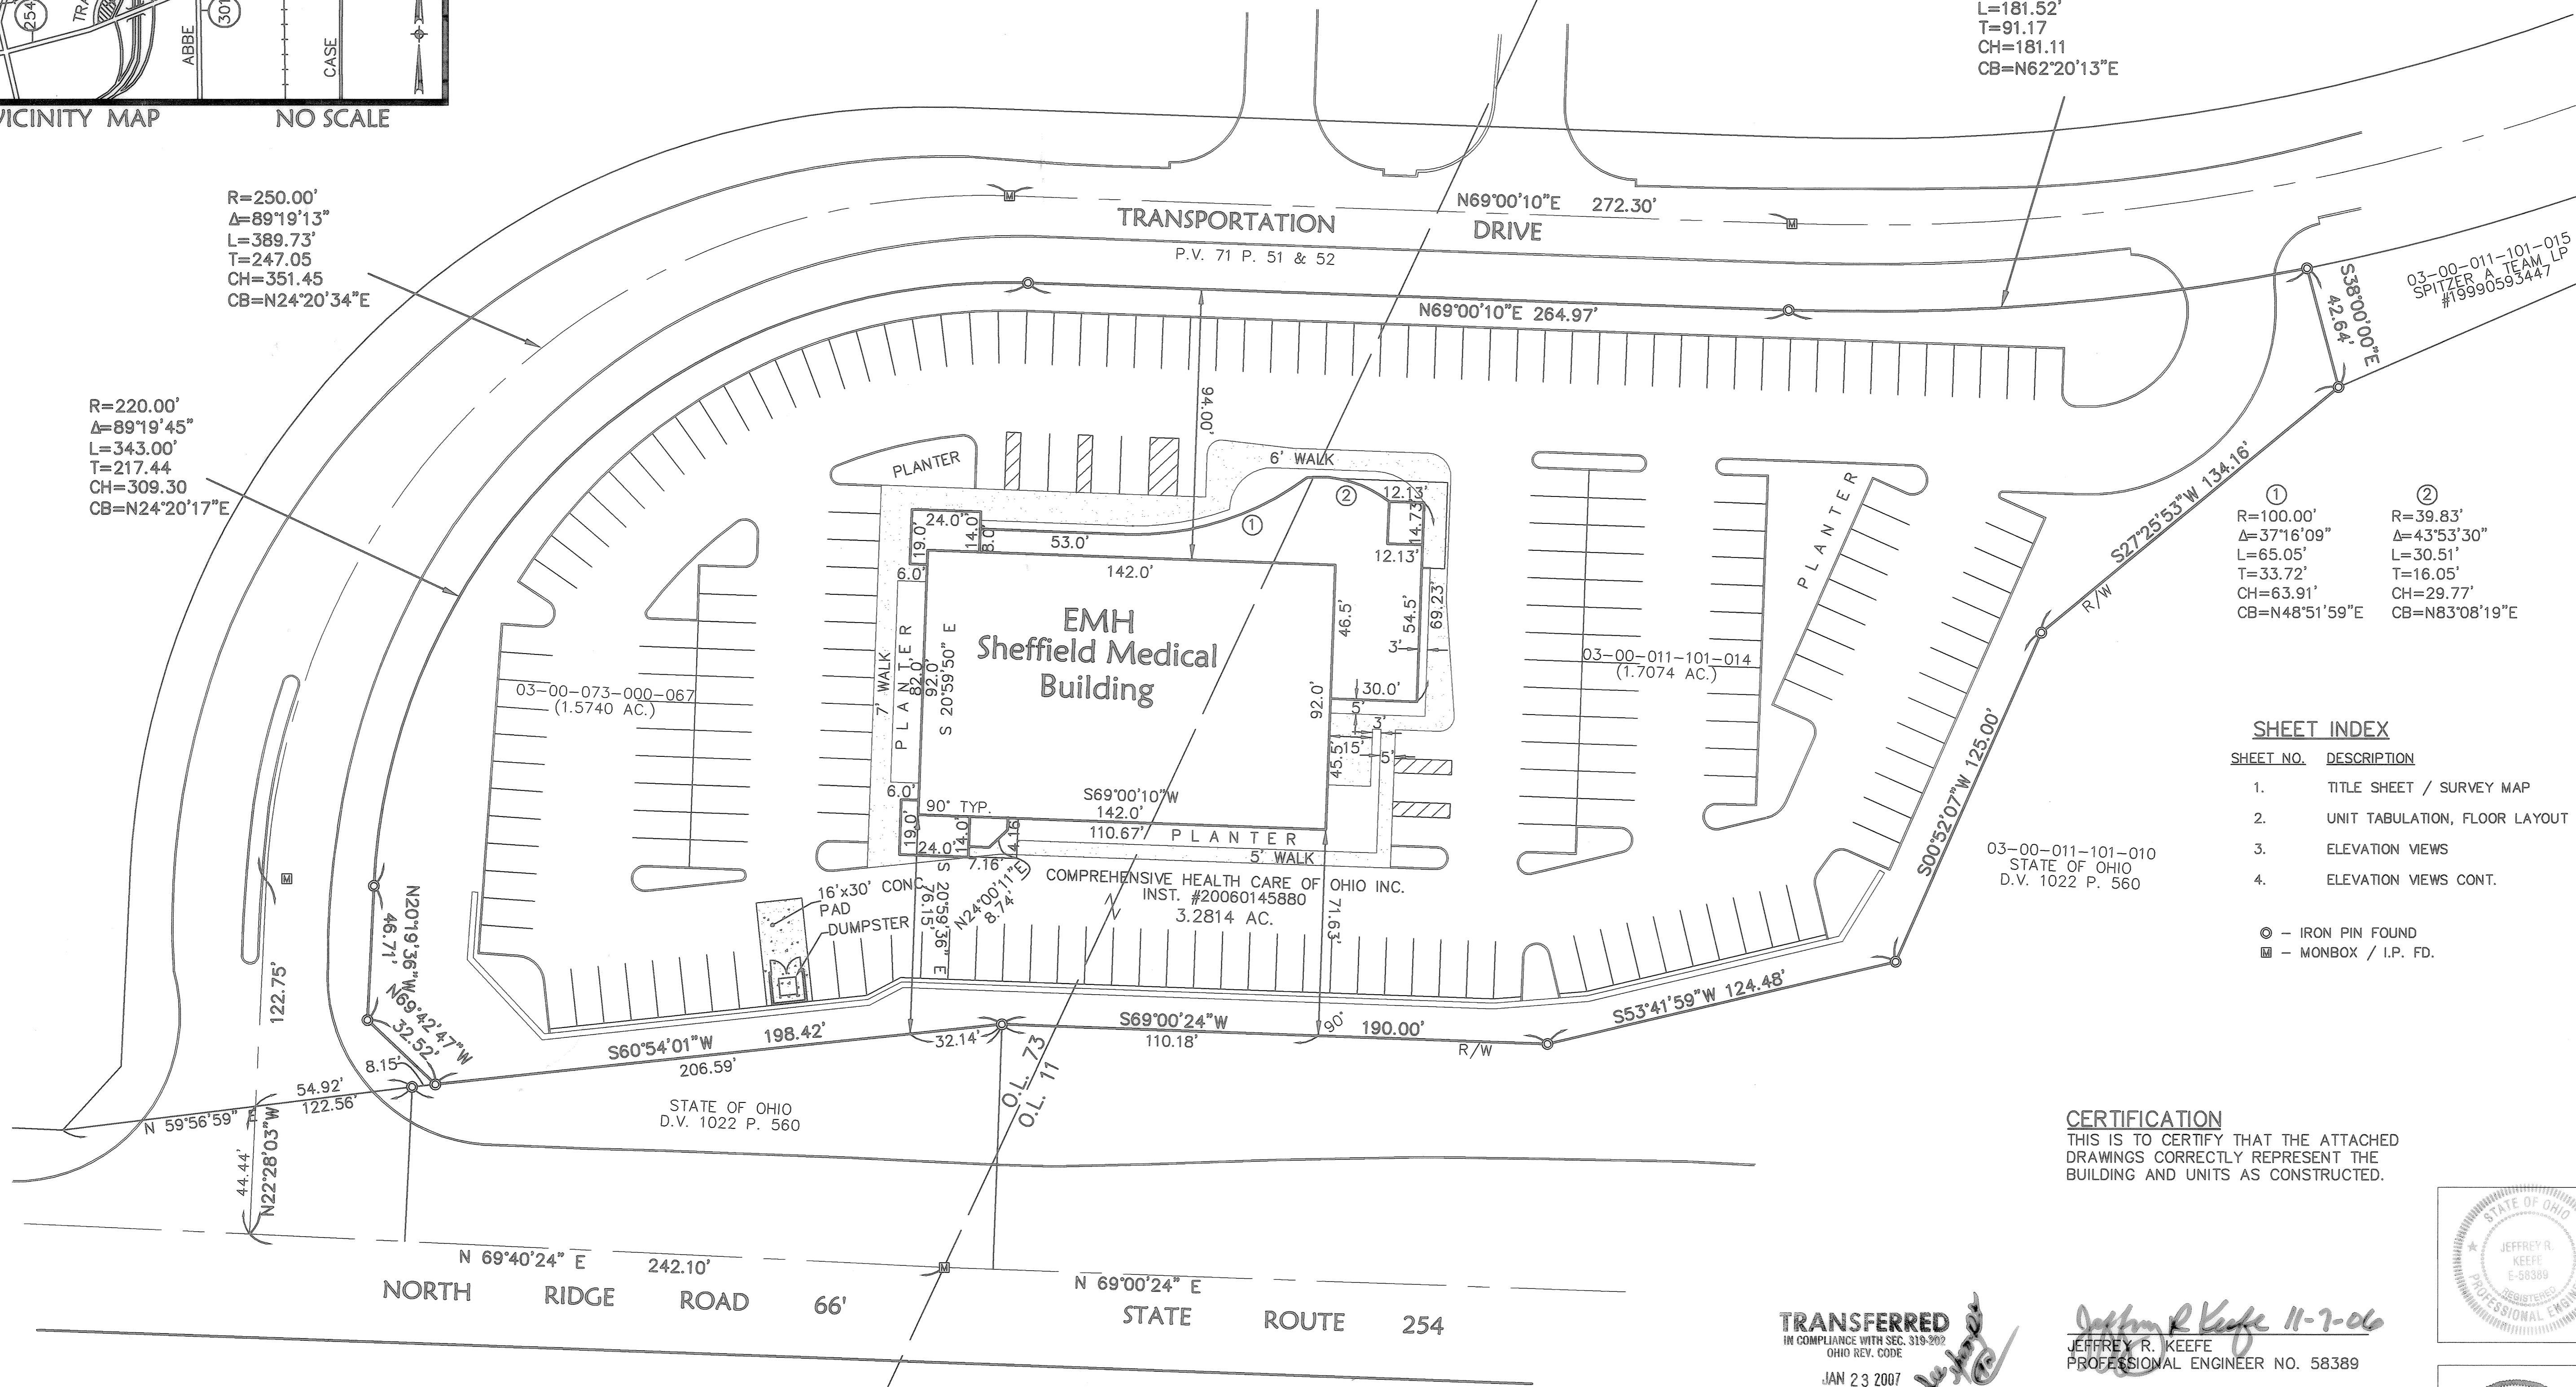 254
TRA
301
ABBE
CASE
VICINITY MAP
NO SCALE
L=181.52'
T=91.17
CH=181.11
CB=N62°20'13"E
R=250.00'
Δ=89°19'13"
L=389.73'
T=247.05
CH=351.45
CB=N24°20'34"E
R=220.00'
Δ=89°19'45"
L=343.00'
T=217.44
CH=309.30
CB=N24°20'17"E
M
N69°00'10"E 272.30'
M
TRANSPORTATION DRIVE
P.V. 71 P. 51 & 52
N69°00'10"E 264.97'
03-00-011-101-015
SPITZER A TEAM LP
#19990593447
S38°00'00"E
42.64'
94.00'
PLANTER
6' WALK
1
2
12.13'
14.73'
12.13'
24.0'
19.0'
14.0'
8.0'
53.0'
6.0'
142.0'
EMH
Sheffield Medical
Building
46.5'
54.5'
69.23'
3'
7' WALK
PLANTER
82.0'
92.0'
S 20°59'50" E
92.0'
30.0'
5'
3'
15'
5'
45.5'
03-00-073-000-067
(1.5740 AC.)
03-00-011-101-014
(1.7074 AC.)
PLANTER
S27°25'53"W 134.16'
R/W
1
R=100.00'
Δ=37°16'09"
L=65.05'
T=33.72'
CH=63.91'
CB=N48°51'59"E
2
R=39.83'
Δ=43°53'30"
L=30.51'
T=16.05'
CH=29.77'
CB=N83°08'19"E
S00°52'07"W 125.00'
SHEET INDEX
SHEET NO. DESCRIPTION
1. TITLE SHEET / SURVEY MAP
2. UNIT TABULATION, FLOOR LAYOUT
3. ELEVATION VIEWS
4. ELEVATION VIEWS CONT.
– IRON PIN FOUND
M – MONBOX / I.P. FD.
03-00-011-101-010
STATE OF OHIO
D.V. 1022 P. 560
6.0'
90° TYP.
S69°00'10"W
142.0'
19.0'
14.0'
4.16'
110.67'
PLANTER
24.0'
7.16'
5' WALK
N24°00'11"E
8.74'
S 20°59'36" E
76.15'
COMPREHENSIVE HEALTH CARE OF OHIO INC.
INST. #20060145880
3.2814 AC.
71.63'
16'x30' CONC.
PAD
DUMPSTER
M
N20°19'36"W
46.71'
N69°42'47"W
32.52'
122.75'
8.15'
S60°54'01"W 198.42'
206.59'
32.14'
S69°00'24"W
110.18'
90°
190.00'
R/W
S53°41'59"W 124.48'
O.L. 73
O.L. 11
54.92'
122.56'
N 59°56'59" E
44.44'
N22°28'03"W
STATE OF OHIO
D.V. 1022 P. 560
N 69°40'24" E 242.10'
M
N 69°00'24" E
NORTH RIDGE ROAD 66'
STATE ROUTE 254
CERTIFICATION
THIS IS TO CERTIFY THAT THE ATTACHED
DRAWINGS CORRECTLY REPRESENT THE
BUILDING AND UNITS AS CONSTRUCTED.
STATE OF OHIO
JEFFREY R.
KEEFE
E-58389
REGISTERED
PROFESSIONAL ENGI
TRANSFERRED
IN COMPLIANCE WITH SEC. 319-202
OHIO REV. CODE
JAN 23 2007
Jeffrey R Keefe 11-7-06
JEFFREY R. KEEFE
PROFESSIONAL ENGINEER NO. 58389